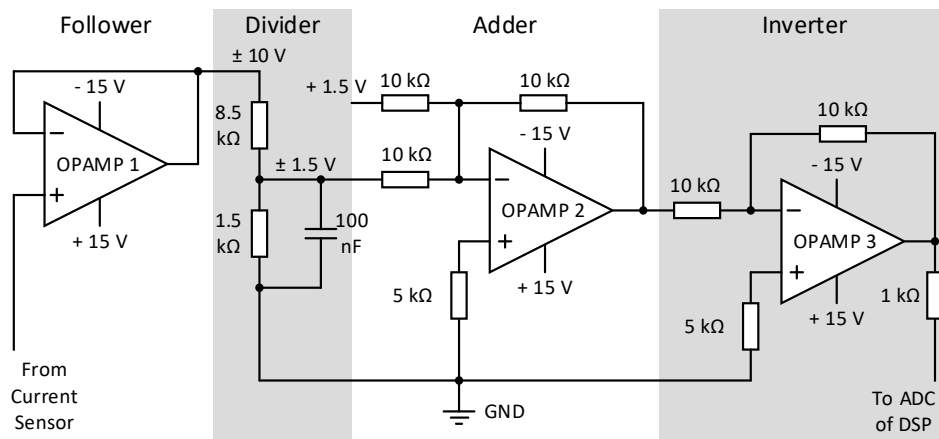 Follower
Divider
Adder
Inverter
± 10 V
- 15 V
8.5
kΩ
+ 1.5 V
10 kΩ
10 kΩ
10 kΩ
- 15 V
OPAMP 1
± 1.5 V
10 kΩ
- 15 V
10 kΩ
1.5
kΩ
100
nF
OPAMP 2
OPAMP 3
+ 15 V
5 kΩ
+ 15 V
5 kΩ
+ 15 V
1 kΩ
From
Current
Sensor
GND
To ADC
of DSP